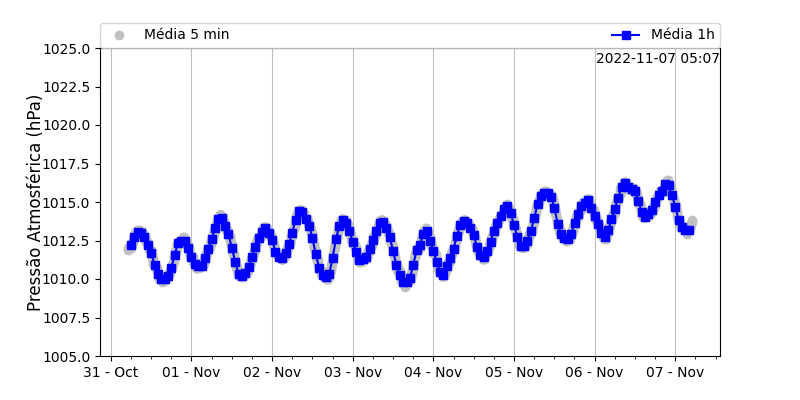 Média 5 min
Média 1h
2022-11-07 05:07
Pressão Atmosférica (hPa)
1025.0
1022.5
1020.0
1017.5
1015.0
1012.5
1010.0
1007.5
1005.0
31 - Oct
01 - Nov
02 - Nov
03 - Nov
04 - Nov
05 - Nov
06 - Nov
07 - Nov